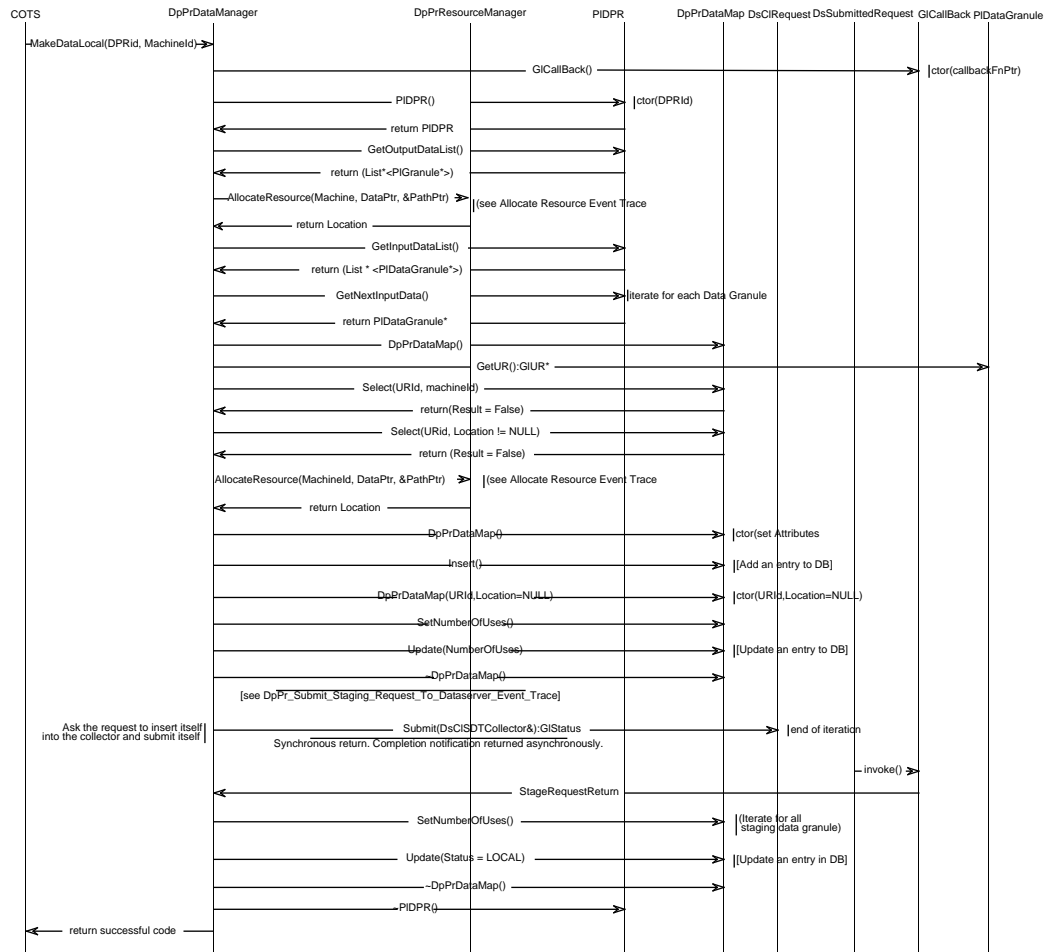 COTS DpPrDataManager DpPrResourceManager PlDPR DpPrDataMap DsClRequest DsSubmittedRequest GlCallBack PlDataGranule
MakeDataLocal(DPRid, MachineId)
GlCallBack() ctor(callbackFnPtr)
PlDPR() ctor(DPRId)
return PlDPR
GetOutputDataList()
return (List*<PlGranule*>)
AllocateResource(Machine, DataPtr, &PathPtr) (see Allocate Resource Event Trace
return Location
GetInputDataList()
return (List * <PlDataGranule*>)
GetNextInputData() iterate for each Data Granule
return PlDataGranule*
DpPrDataMap()
GetUR():GlUR*
Select(URId, machineId)
return(Result = False)
Select(URid, Location != NULL)
return (Result = False)
AllocateResource(MachineId, DataPtr, &PathPtr) (see Allocate Resource Event Trace
return Location
DpPrDataMap() ctor(set Attributes
Insert() [Add an entry to DB]
DpPrDataMap(URId,Location=NULL) ctor(URId,Location=NULL)
SetNumberOfUses()
Update(NumberOfUses) [Update an entry to DB]
~DpPrDataMap()
[see DpPr_Submit_Staging_Request_To_Dataserver_Event_Trace]
Ask the request to insert itself
into the collector and submit itself
Submit(DsClSDTCollector&):GlStatus end of iteration
Synchronous return. Completion notification returned asynchronously.
invoke()
StageRequestReturn
SetNumberOfUses() (Iterate for all
staging data granule)
Update(Status = LOCAL) [Update an entry in DB]
~DpPrDataMap()
~PlDPR()
return successful code